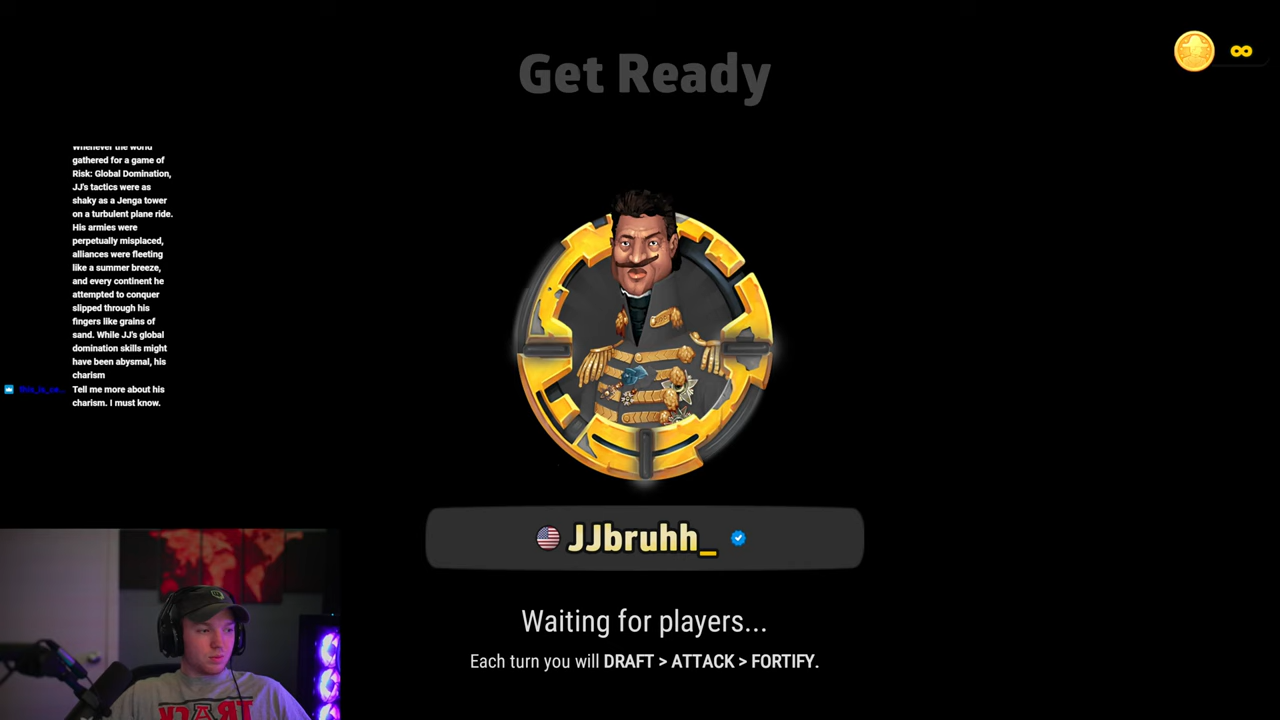 Get Ready
∞
Whenever the world
gathered for a game of
Risk: Global Domination,
JJ's tactics were as
shaky as a Jenga tower
on a turbulent plane ride.
His armies were
perpetually misplaced,
alliances were fleeting
like a summer breeze,
and every continent he
attempted to conquer
slipped through his
fingers like grains of
sand. While JJ's global
domination skills might
have been abysmal, his
charism
Tell me more about his
charism. I must know.
JJbruhh_
Waiting for players...
Each turn you will DRAFT > ATTACK > FORTIFY.